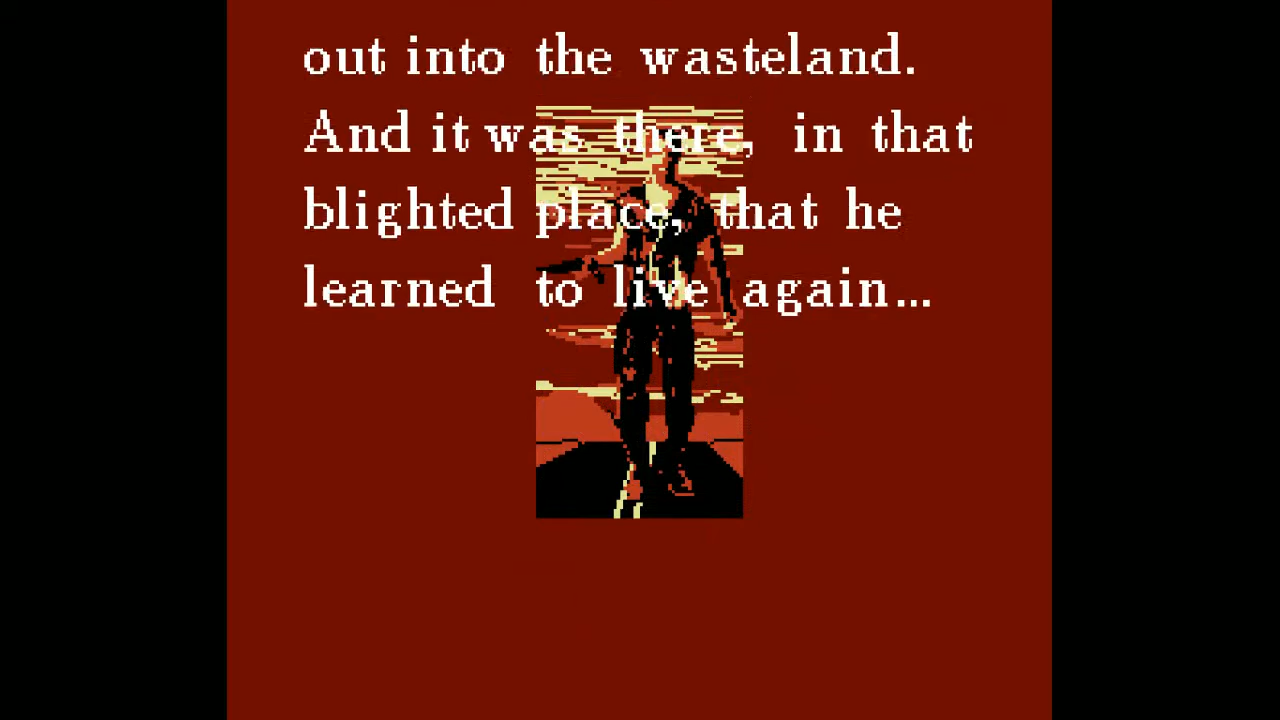 out into the wasteland.
And it was there, in that
blighted place, that he
learned to live again...